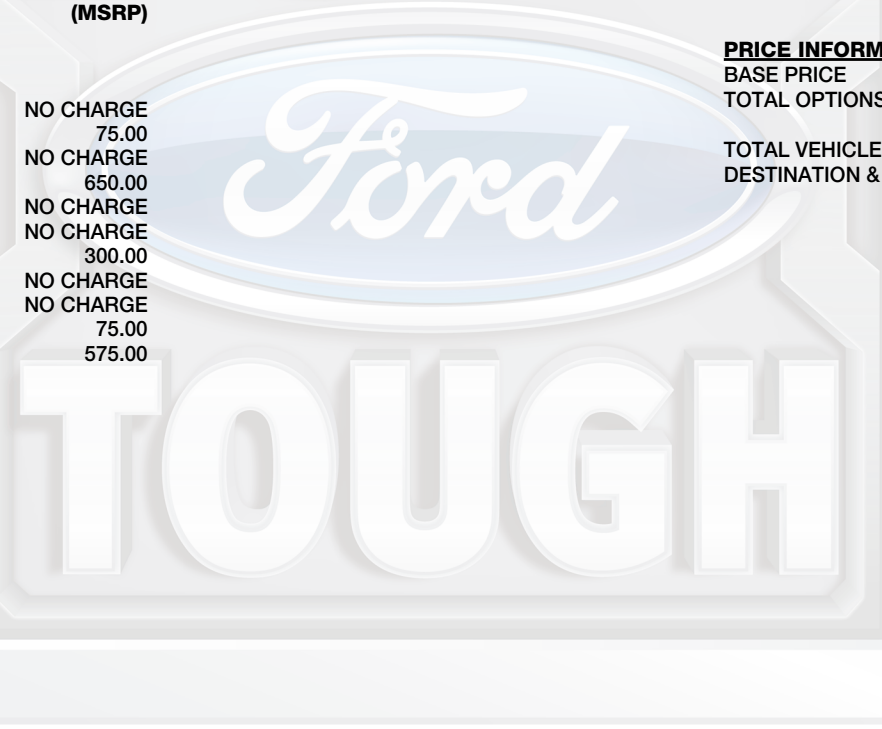 (MSRP)
NO CHARGE
75.00
NO CHARGE
650.00
NO CHARGE
NO CHARGE
300.00
NO CHARGE
NO CHARGE
75.00
575.00
PRICE INFORM
BASE PRICE
TOTAL OPTIONS
TOTAL VEHICLE
DESTINATION &
Ford
TOUGH